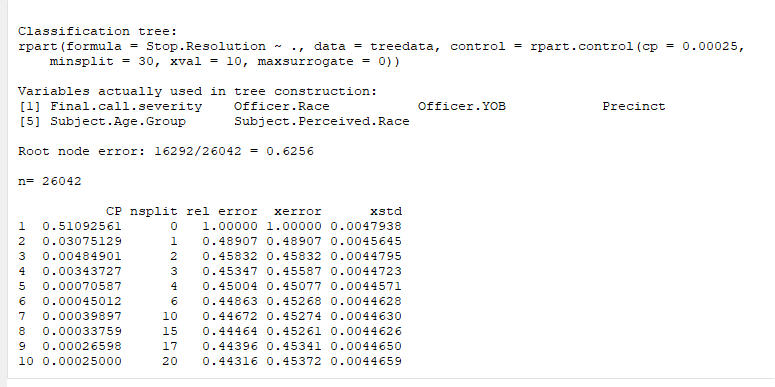 Classification tree:
rpart(formula = Stop.Resolution ~ ., data = treedata, control = rpart.control(cp = 0.00025,
    minsplit = 30, xval = 10, maxsurrogate = 0))

Variables actually used in tree construction:
[1] Final.call.severity    Officer.Race           Officer.YOB            Precinct
[5] Subject.Age.Group      Subject.Perceived.Race

Root node error: 16292/26042 = 0.6256

n= 26042

           CP nsplit rel error  xerror      xstd
1  0.51092561      0   1.00000 1.00000 0.0047938
2  0.03075129      1   0.48907 0.48907 0.0045645
3  0.00484901      2   0.45832 0.45832 0.0044795
4  0.00343727      3   0.45347 0.45587 0.0044723
5  0.00070587      4   0.45004 0.45077 0.0044571
6  0.00045012      6   0.44863 0.45268 0.0044628
7  0.00039897     10   0.44672 0.45274 0.0044630
8  0.00033759     15   0.44464 0.45261 0.0044626
9  0.00026598     17   0.44396 0.45341 0.0044650
10 0.00025000     20   0.44316 0.45372 0.0044659